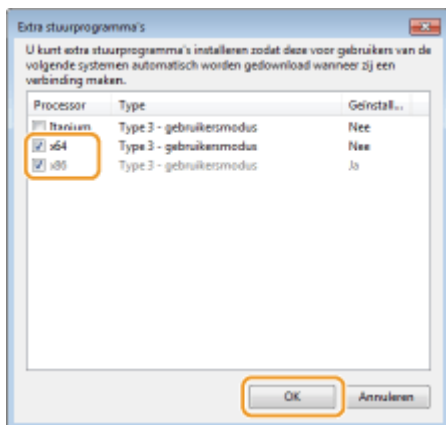 Extra stuurprogramma's
U kunt extra stuurprogramma's installeren zodat deze voor gebruikers van de
volgende systemen automatisch worden gedownload wanneer zij een
verbinding maken.
Processor Type Geïnstall...
Itanium Type 3 - gebruikersmodus Nee
x64 Type 3 - gebruikersmodus Nee
x86 Type 3 - gebruikersmodus Ja
OK Annuleren